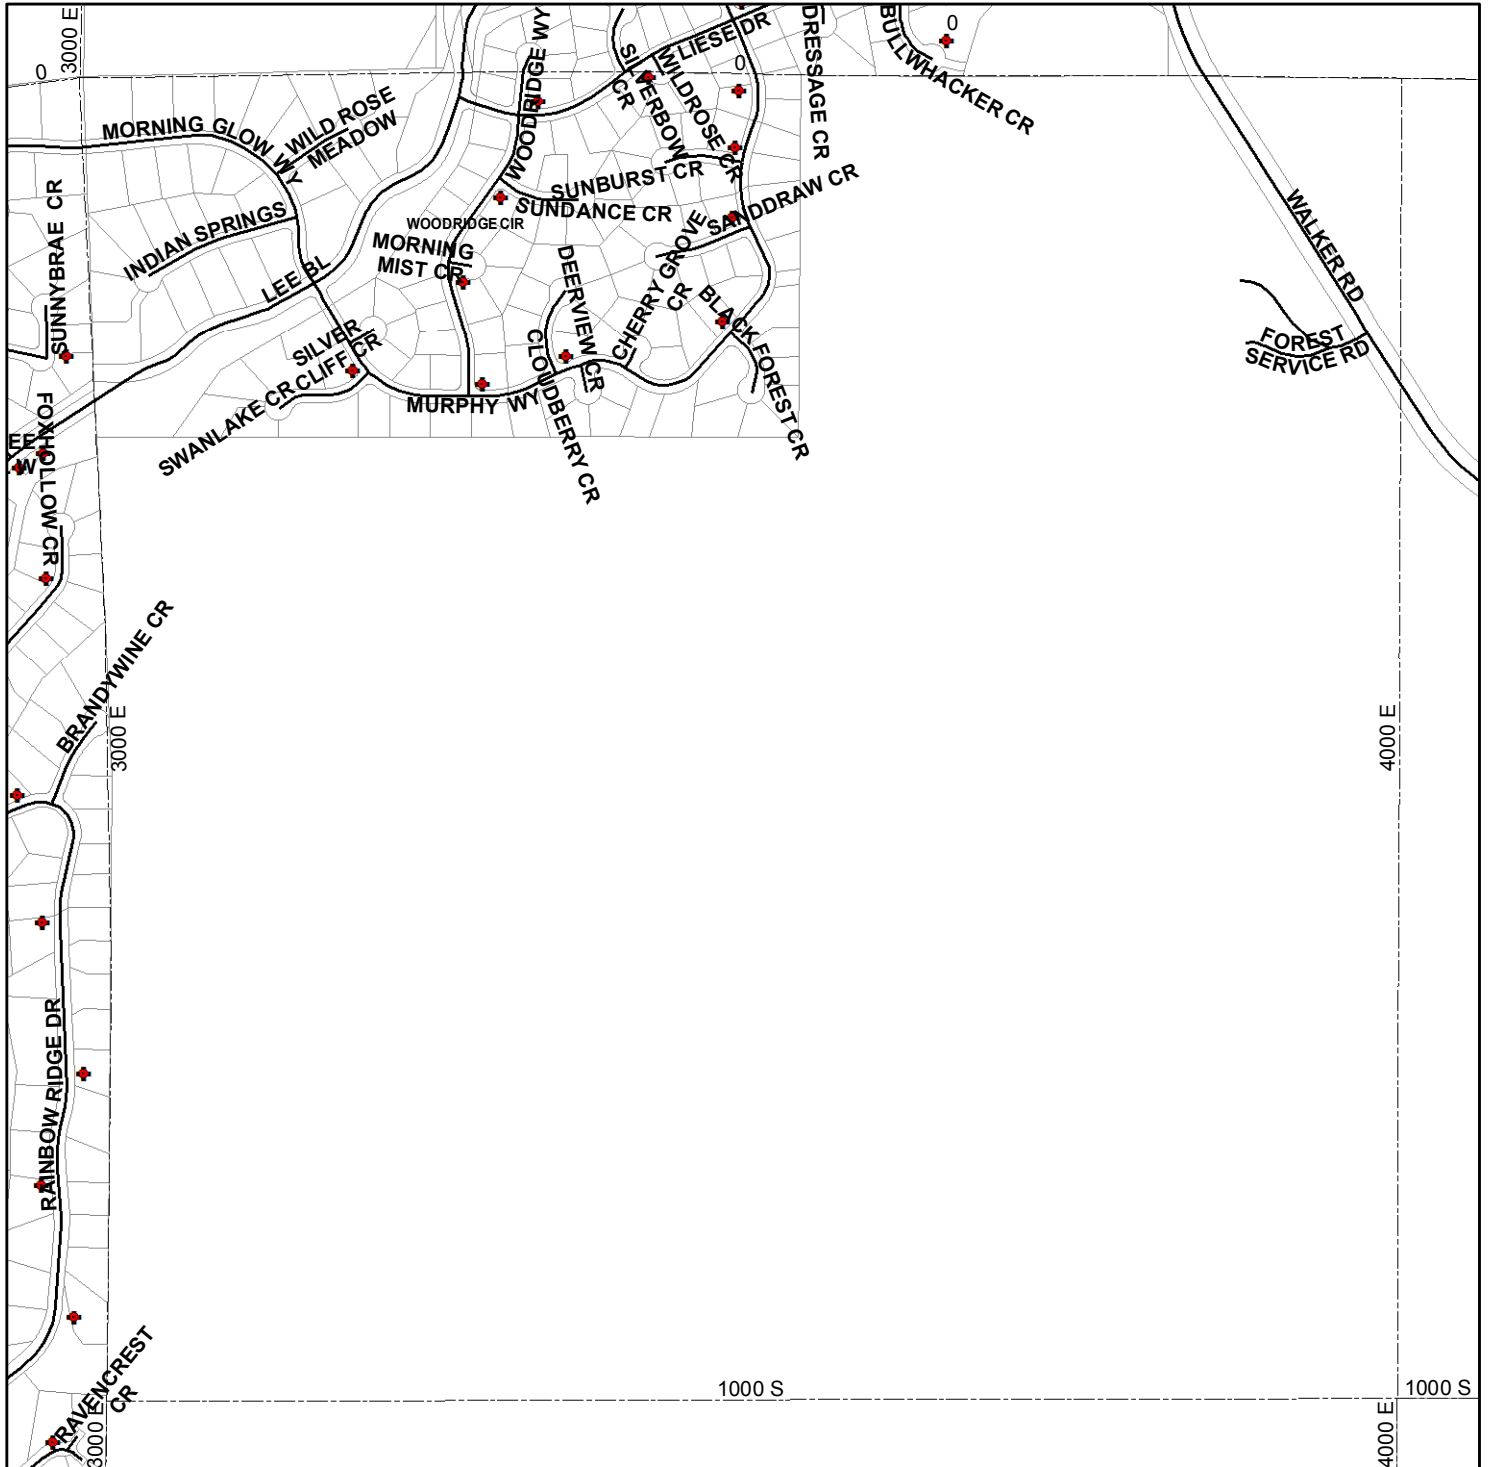 3000 E
0
WOODRIDGE WY
SILVERBOW
CR
LIESE DR
0
WILDROSE CR
DRESSAGE CR
BULLWHACKER CR
0
MORNING GLOW WY
WILD ROSE
MEADOW
SUNNYBRAE CR
INDIAN SPRINGS
LEE BL
SUNBURST CR
SUNDANCE CR
WOODRIDGE CIR
MORNING
MIST CR
SANDDRAW CR
CHERRY GROVE
CR
DEERVIEW CR
BLACK FOREST CR
CLOUDBERRY CR
SILVER
CLIFF CR
SWANLAKE CR
MURPHY WY
WALKER RD
FOREST
SERVICE RD
FOXHOLLOW CR
EE
W
BRANDYWINE CR
3000 E
4000 E
RAINBOW RIDGE DR
RAVENCREST
CR
1000 S
1000 S
3000 E
4000 E